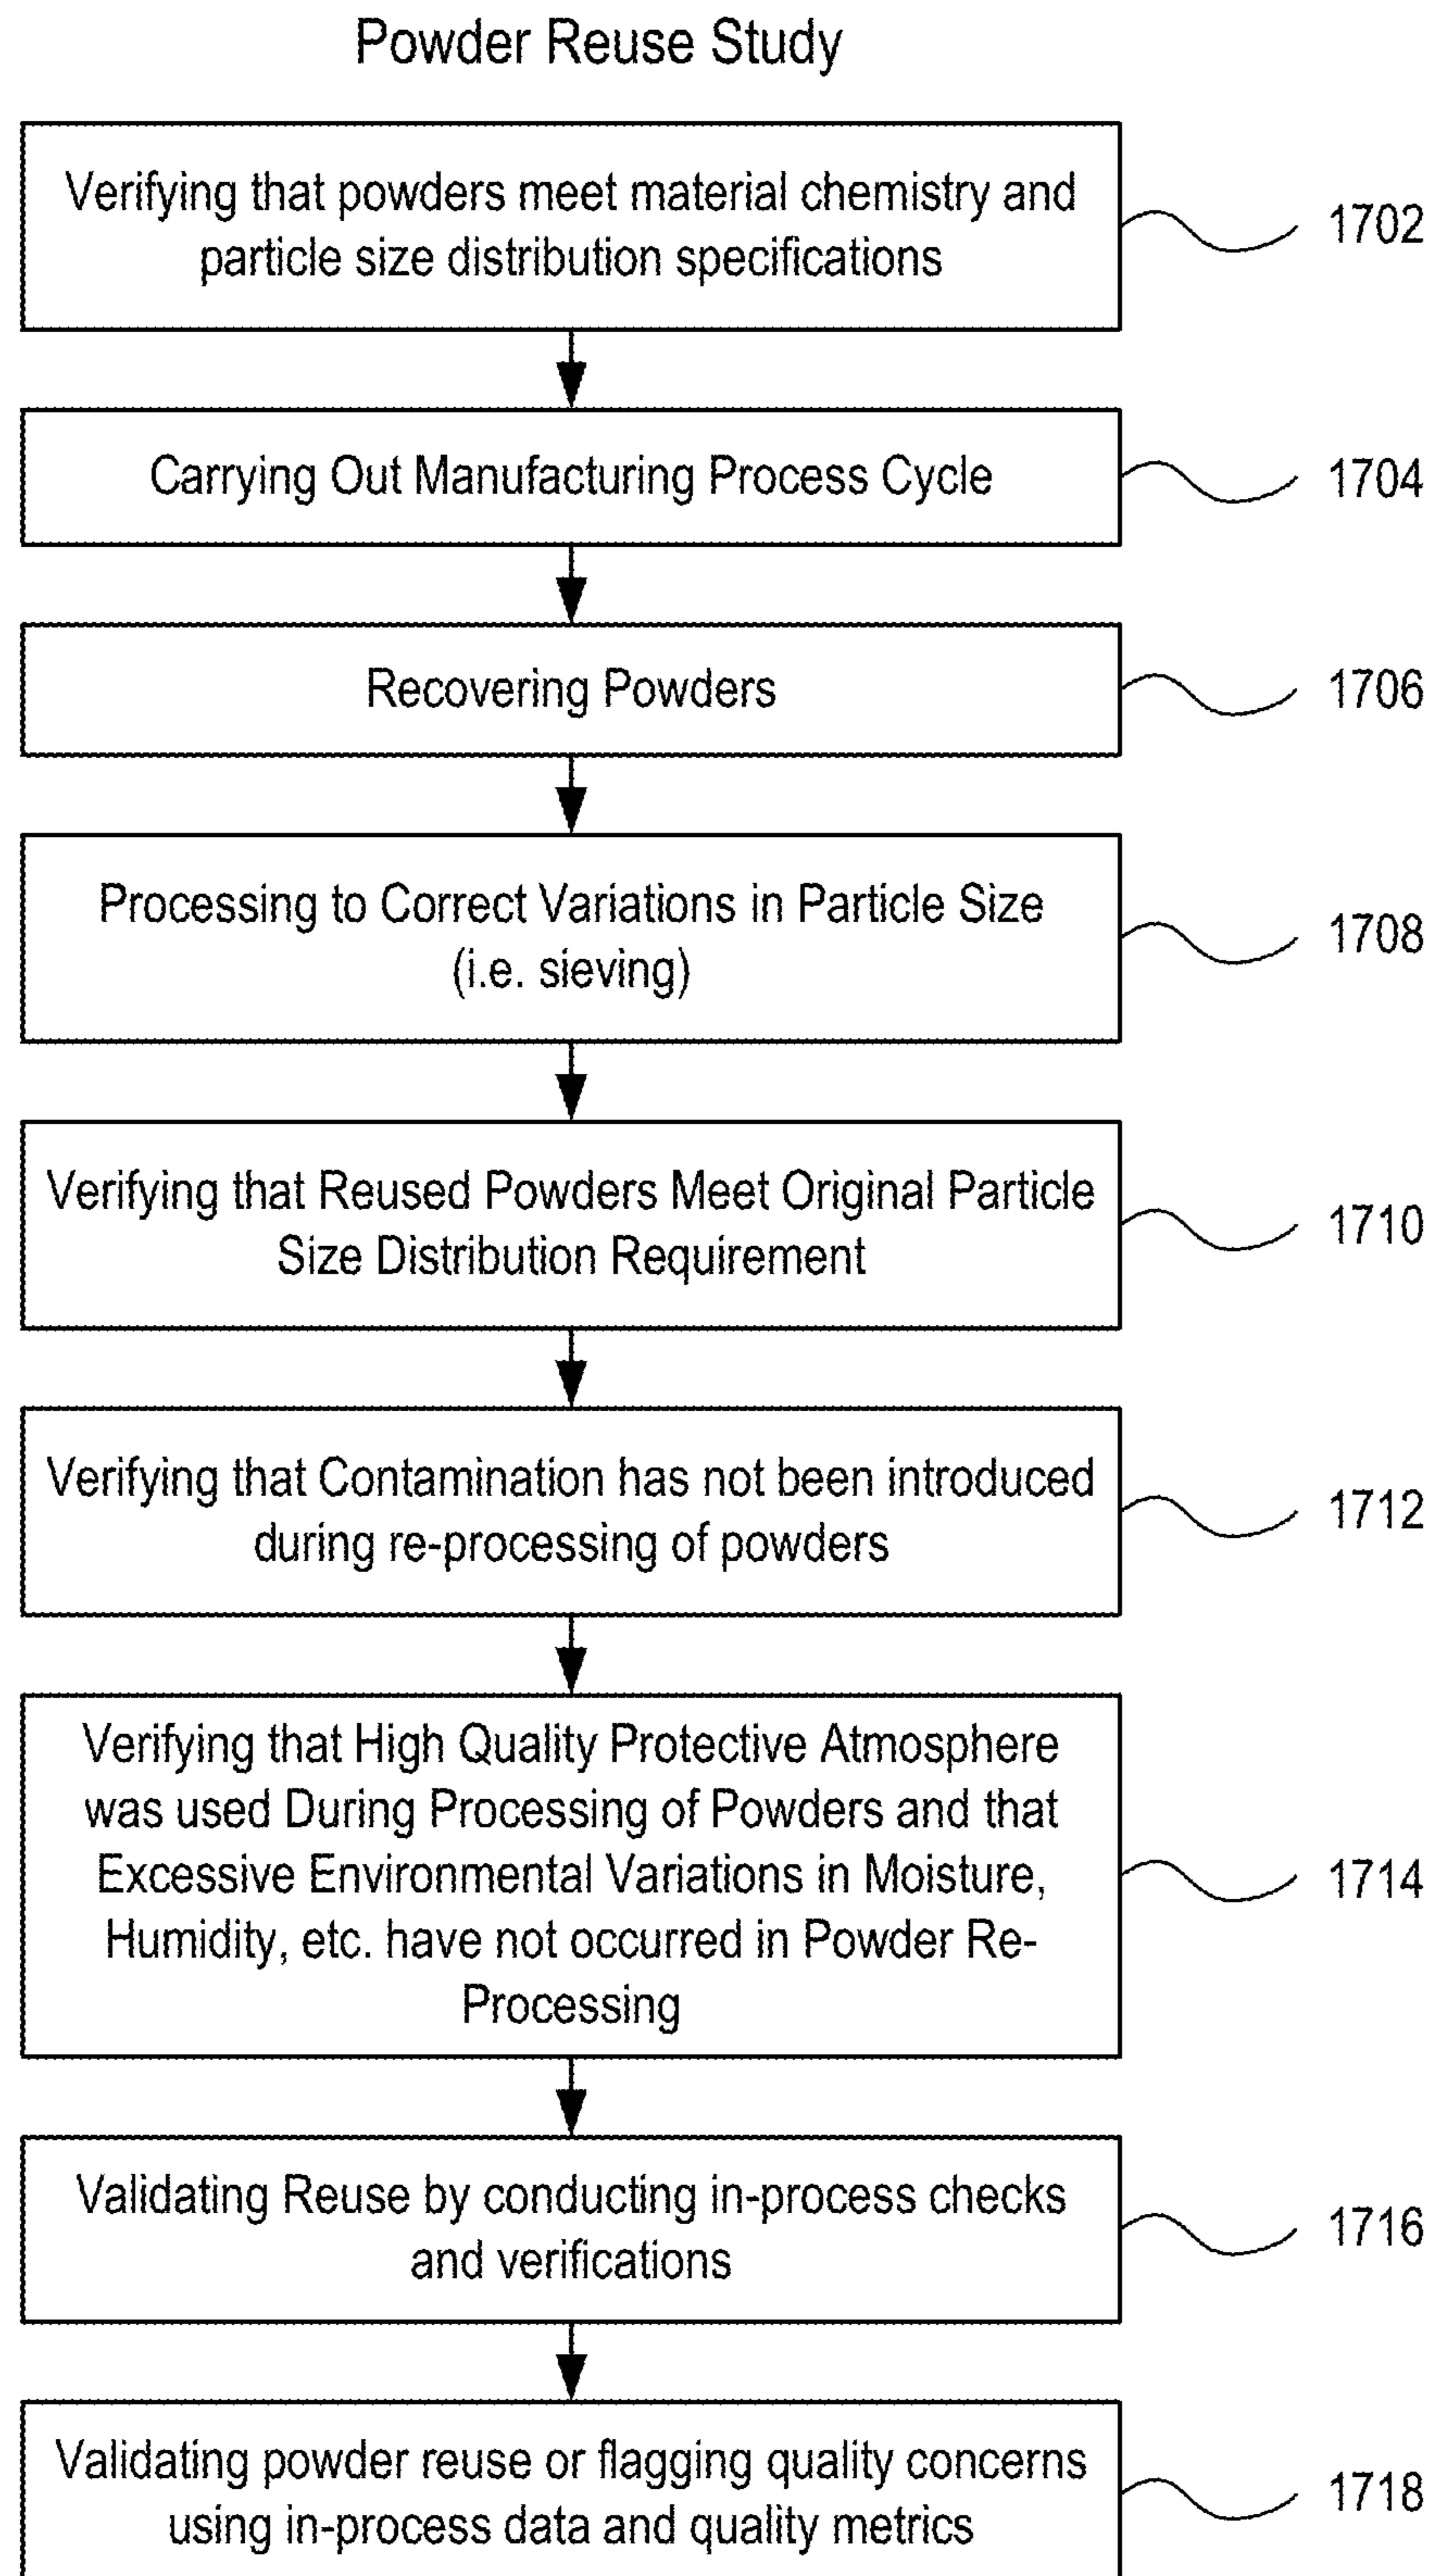 Powder Reuse Study
Verifying that powders meet material chemistry and
particle size distribution specifications
1702
Carrying Out Manufacturing Process Cycle
1704
Recovering Powders
1706
Processing to Correct Variations in Particle Size
(i.e. sieving)
1708
Verifying that Reused Powders Meet Original Particle
Size Distribution Requirement
1710
Verifying that Contamination has not been introduced
during re-processing of powders
1712
Verifying that High Quality Protective Atmosphere
was used During Processing of Powders and that
Excessive Environmental Variations in Moisture,
Humidity, etc. have not occurred in Powder Re-
Processing
1714
Validating Reuse by conducting in-process checks
and verifications
1716
Validating powder reuse or flagging quality concerns
using in-process data and quality metrics
1718